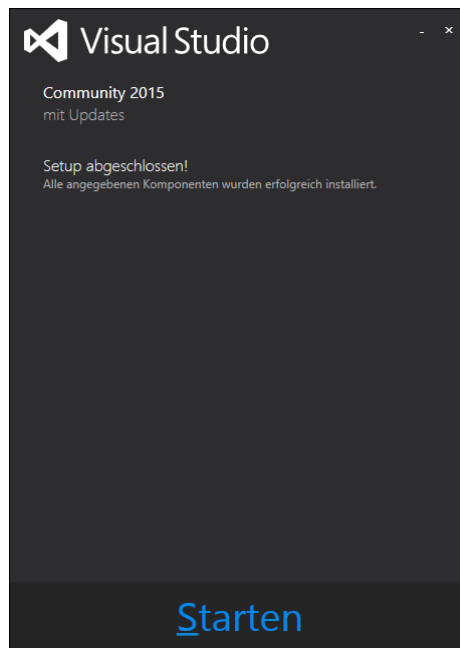 Visual Studio
Community 2015
mit Updates
Setup abgeschlossen!
Alle angegebenen Komponenten wurden erfolgreich installiert.
Starten